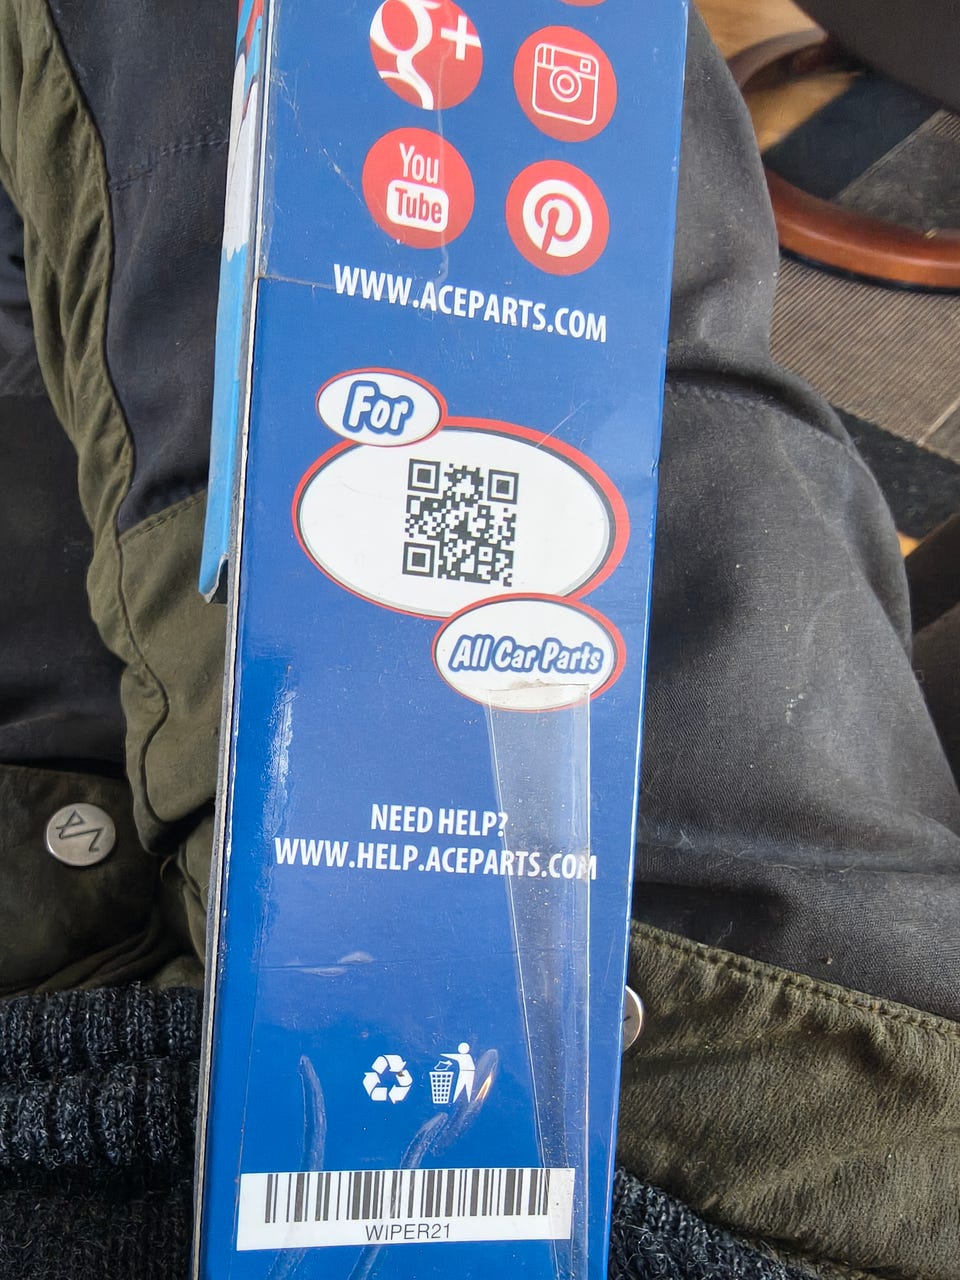 g+
You
Tube
WWW.ACEPARTS.COM
For
All Car Parts
NEED HELP?
WWW.HELP.ACEPARTS.COM
WIPER21